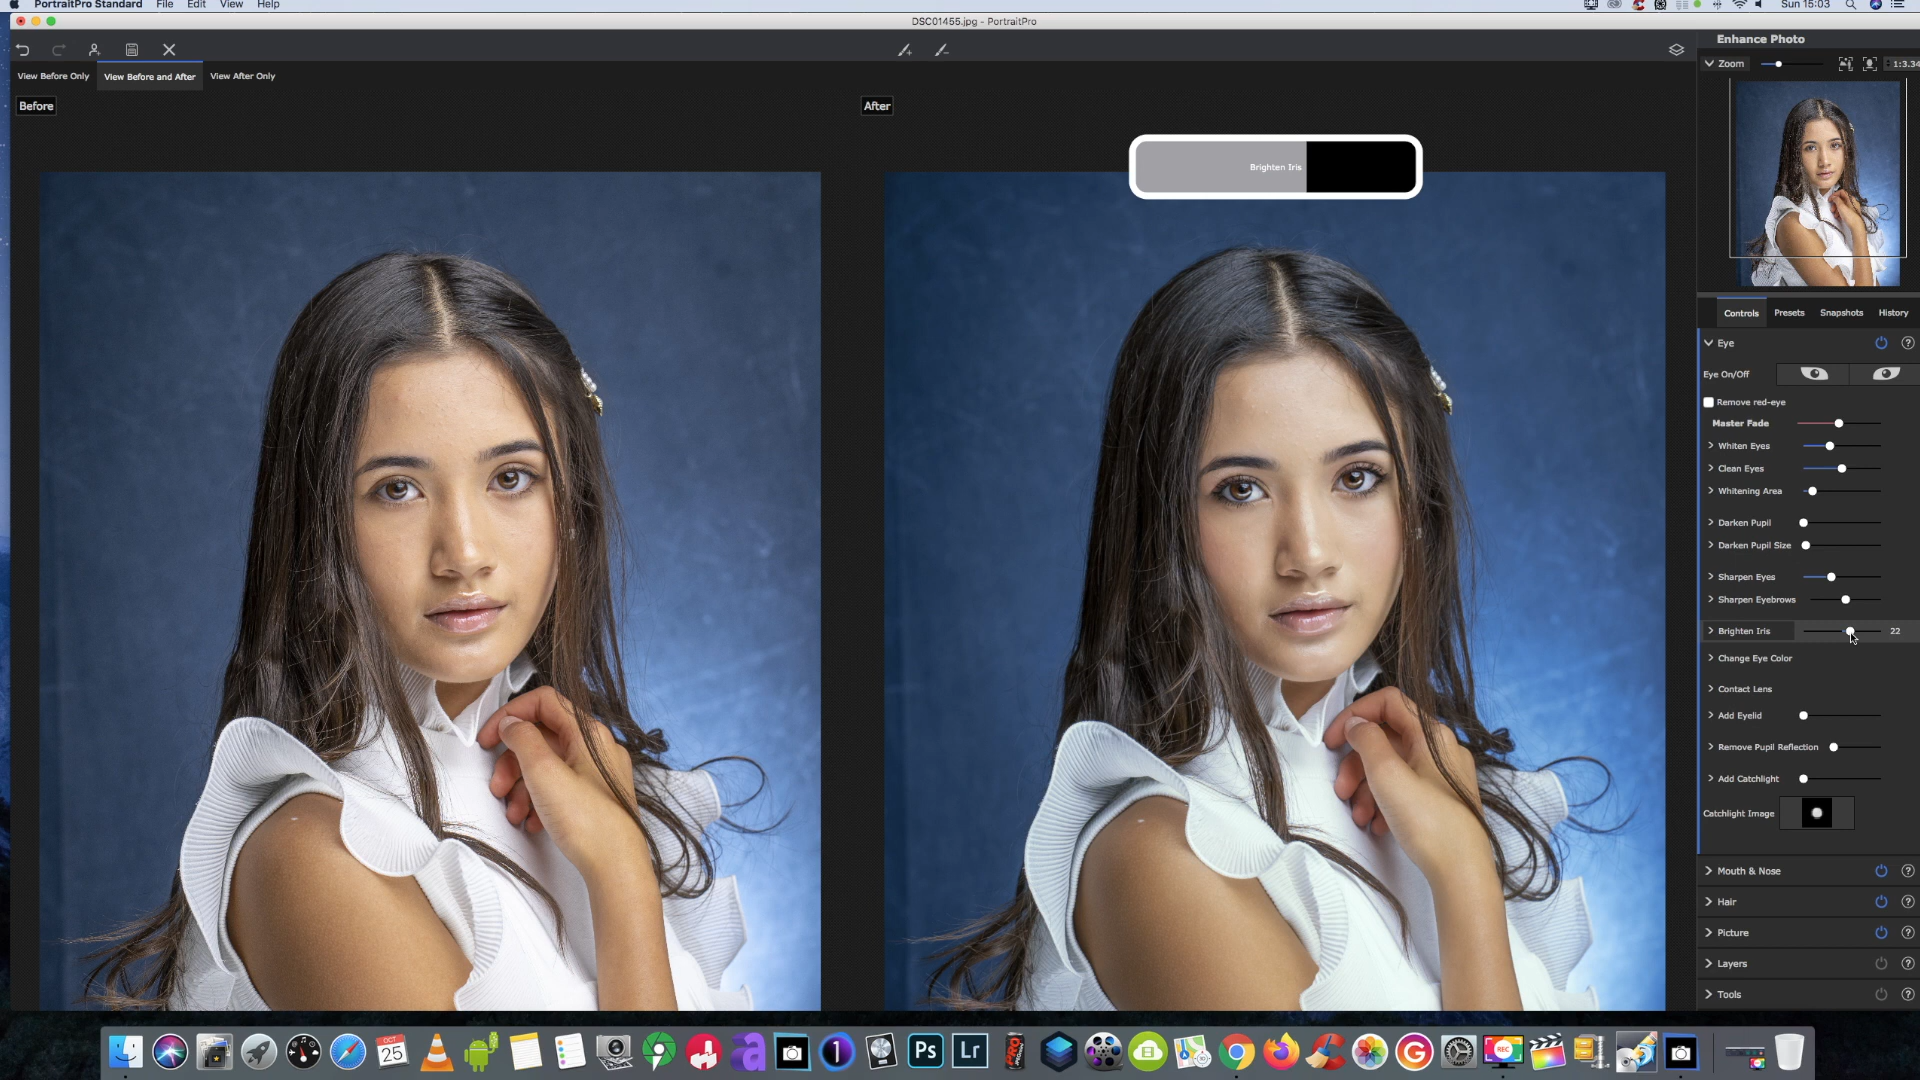 PortraitPro Standard File Edit View Help Sun 15:03
DSC01455.jpg - PortraitPro
Enhance Photo
Zoom 1:3.34
View Before Only View Before and After View After Only
Before After
Brighten Iris
Controls Presets Snapshots History
Eye ?
Eye On/Off
Remove red-eye
Master Fade
Whiten Eyes
Clean Eyes
Whitening Area
Darken Pupil
Darken Pupil Size
Sharpen Eyes
Sharpen Eyebrows
Brighten Iris 22
Change Eye Color
Contact Lens
Add Eyelid
Remove Pupil Reflection
Add Catchlight
Catchlight Image
Mouth & Nose ?
Hair ?
Picture ?
Layers ?
Tools ?
OCT
25
a
1
Ps
Lr
PRO
G
REC